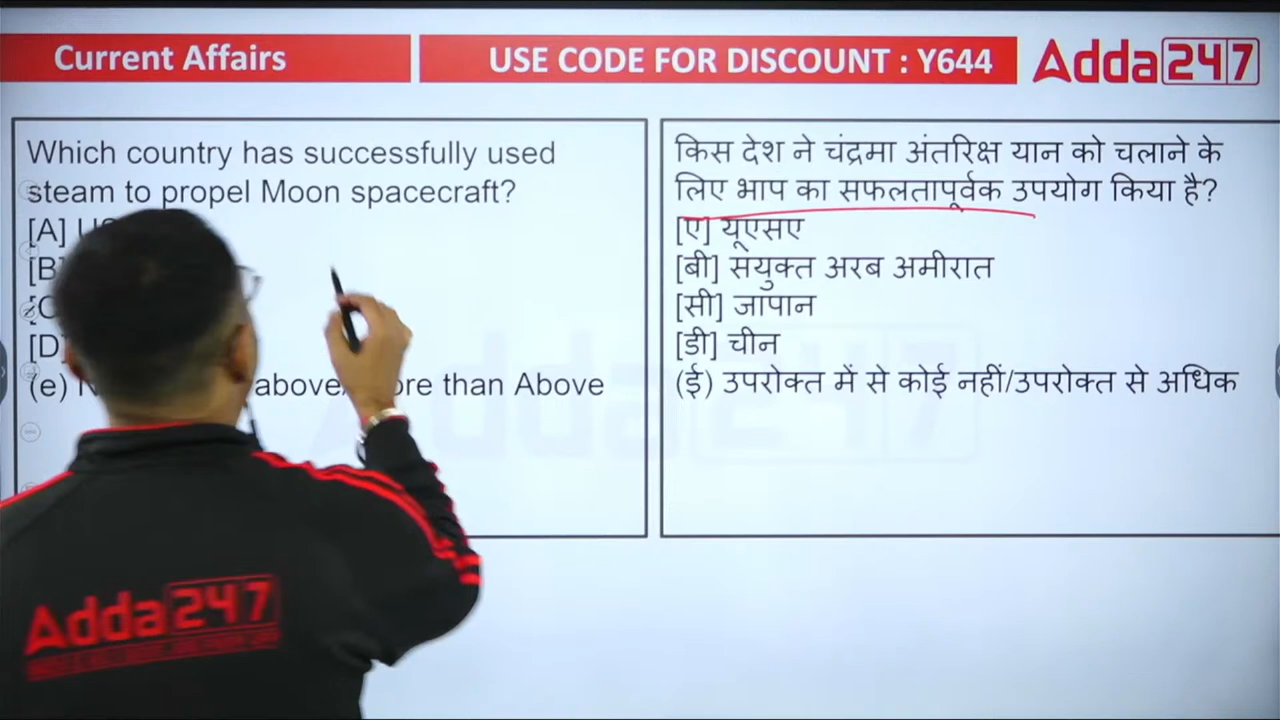 Current Affairs
USE CODE FOR DISCOUNT : Y644
Adda247
Which country has successfully used
steam to propel Moon spacecraft?
[A]
[B]
[D]
(e) above/ ore than Above
किस देश ने चंद्रमा अंतरिक्ष यान को चलाने के
लिए भाप का सफलतापूर्वक उपयोग किया है?
[ए] यूएसए
[बी] संयुक्त अरब अमीरात
[सी] जापान
[डी] चीन
(ई) उपरोक्त में से कोई नहीं/उपरोक्त से अधिक
Adda247
Adda247